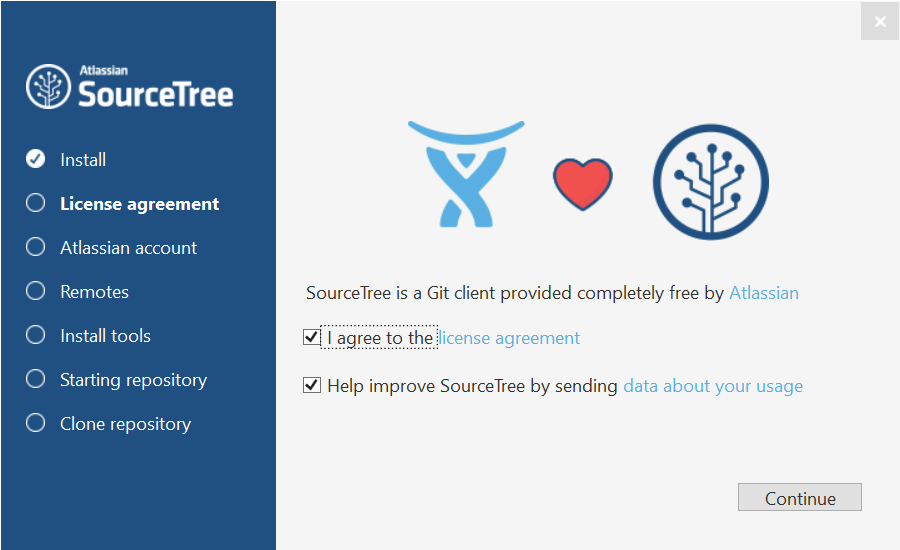 Atlassian
SourceTree
Install
License agreement
Atlassian account
Remotes
Install tools
Starting repository
Clone repository
SourceTree is a Git client provided completely free by Atlassian
I agree to the license agreement
Help improve SourceTree by sending data about your usage
Continue